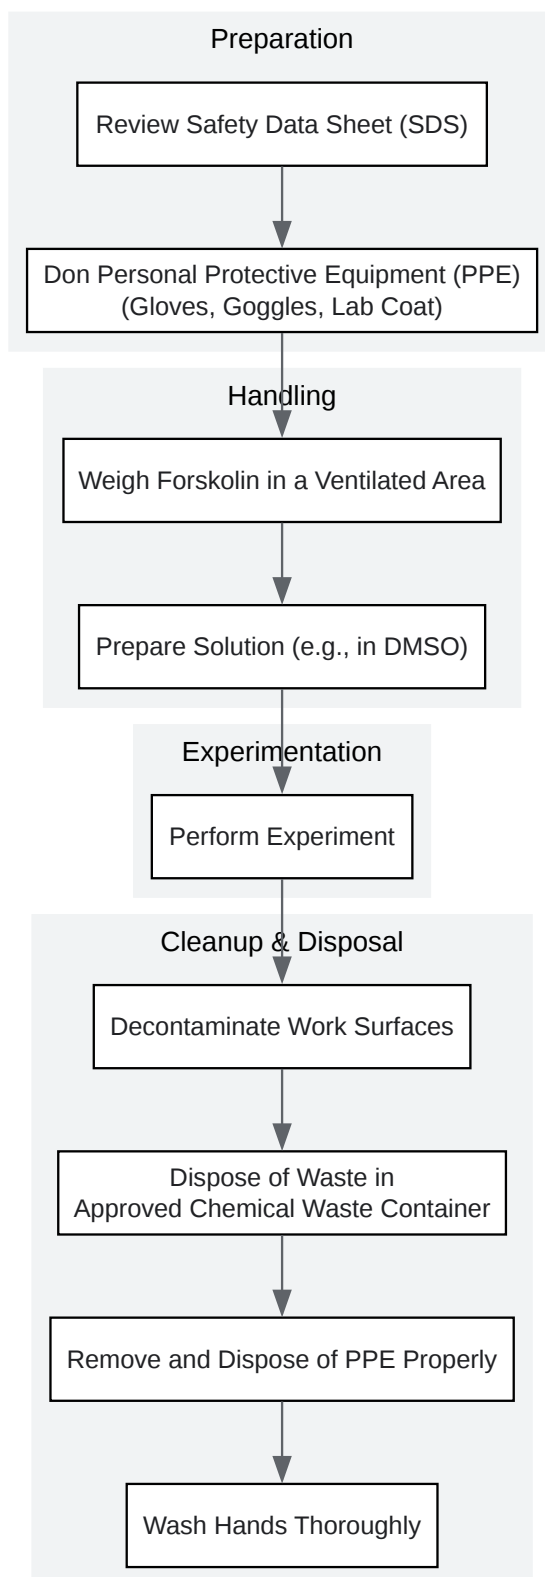 Preparation
Review Safety Data Sheet (SDS)
Don Personal Protective Equipment (PPE)
(Gloves, Goggles, Lab Coat)
Handling
Weigh Forskolin in a Ventilated Area
Prepare Solution (e.g., in DMSO)
Experimentation
Perform Experiment
Cleanup & Disposal
Decontaminate Work Surfaces
Dispose of Waste in
Approved Chemical Waste Container
Remove and Dispose of PPE Properly
Wash Hands Thoroughly